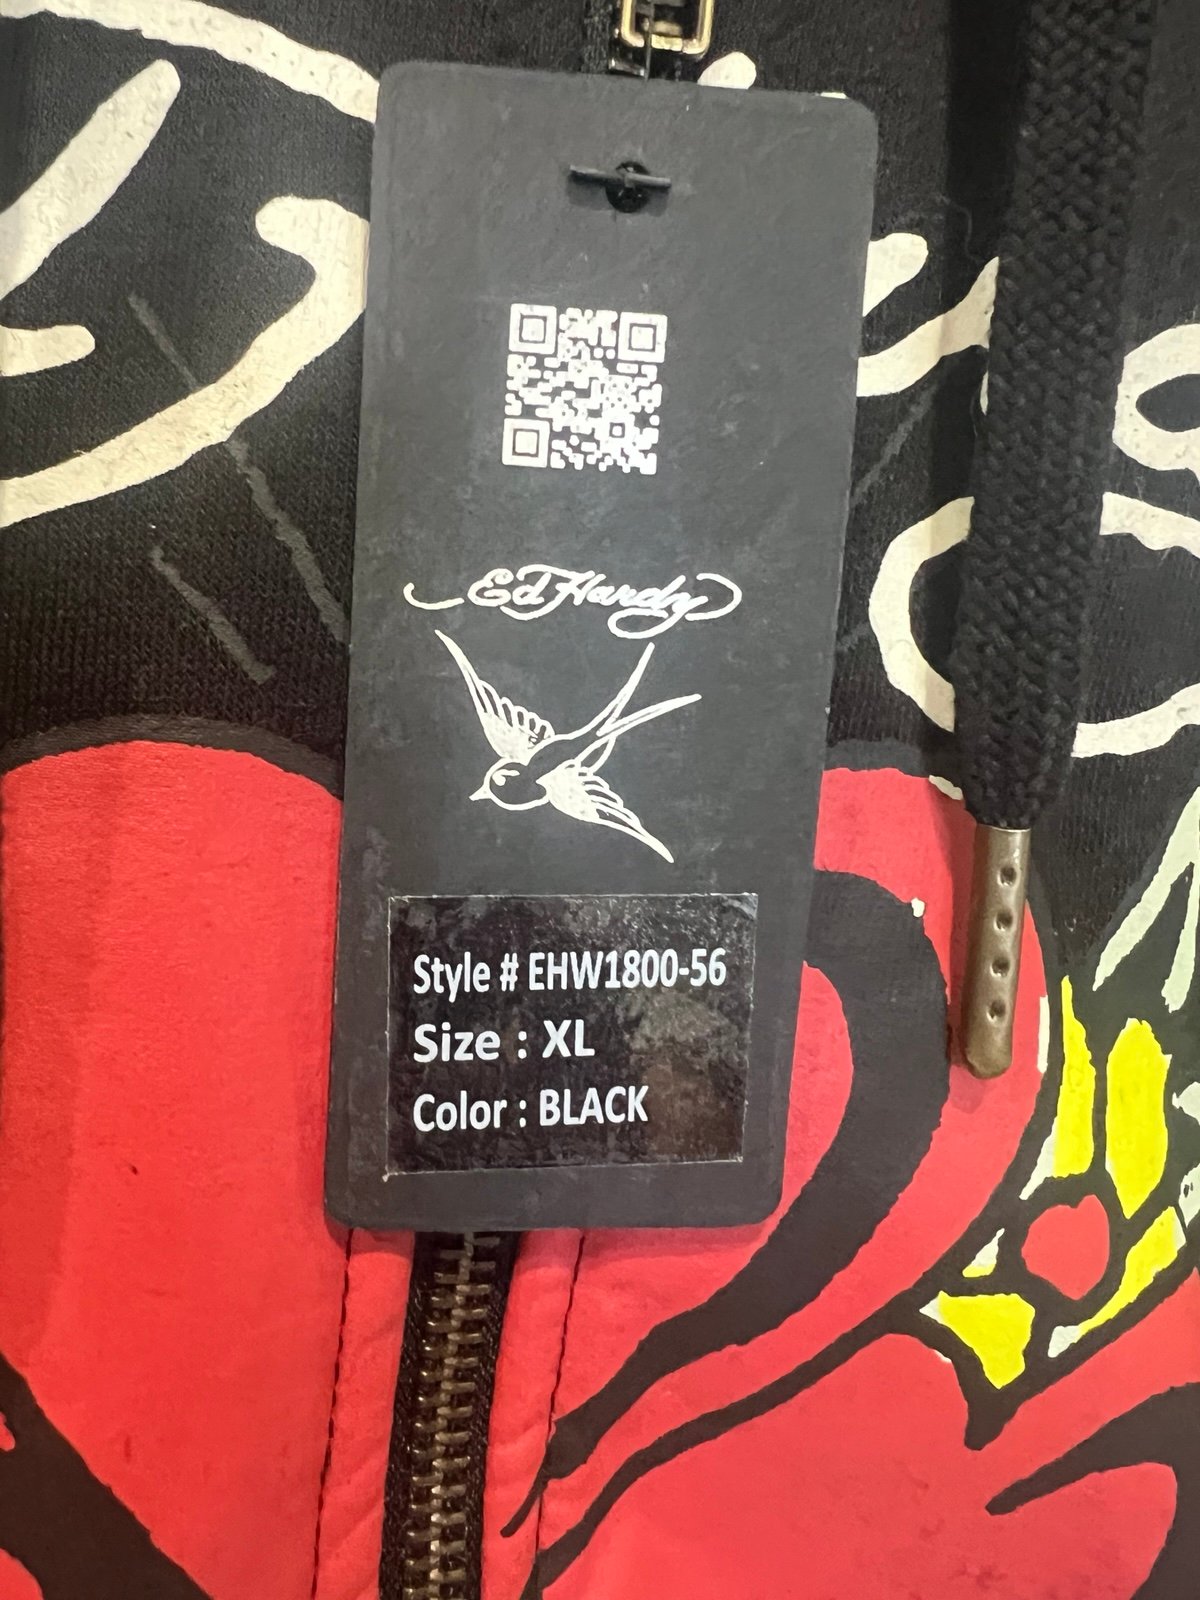 Ed Hardy
Style # EHW1800-56
Size : XL
Color : BLACK